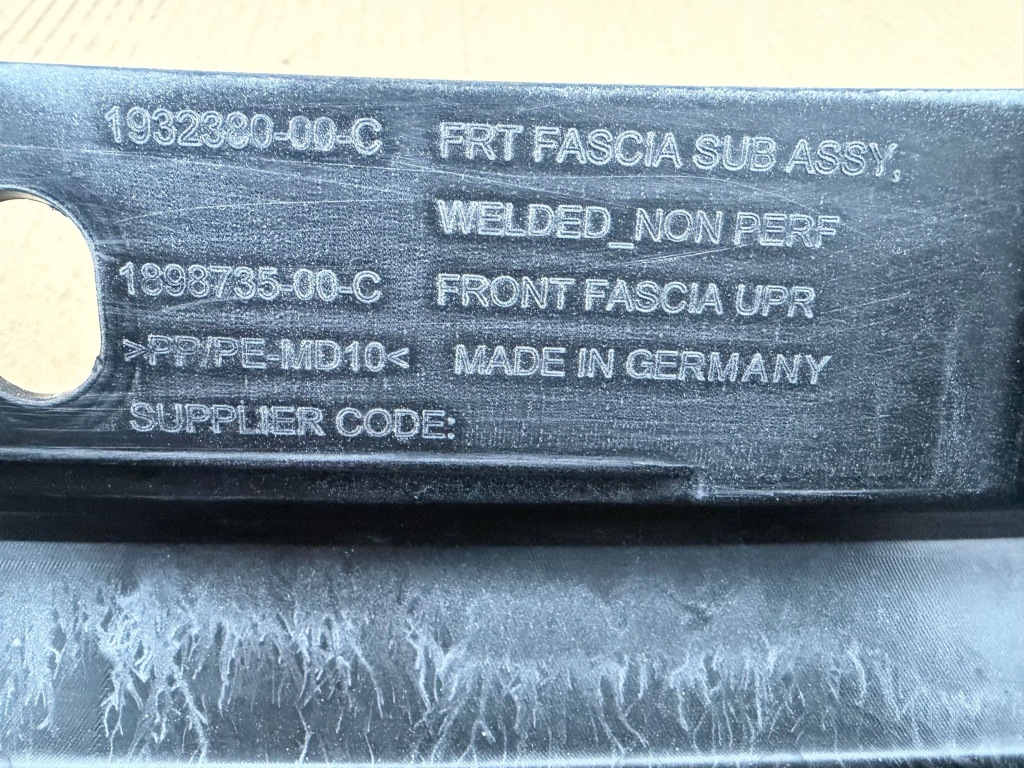 1932380-00-C FRT FASCIA SUB ASSY,
WELDED_NON PERF
1898735-00-C FRONT FASCIA UPR
>PP/PE-MD10< MADE IN GERMANY
SUPPLIER CODE: